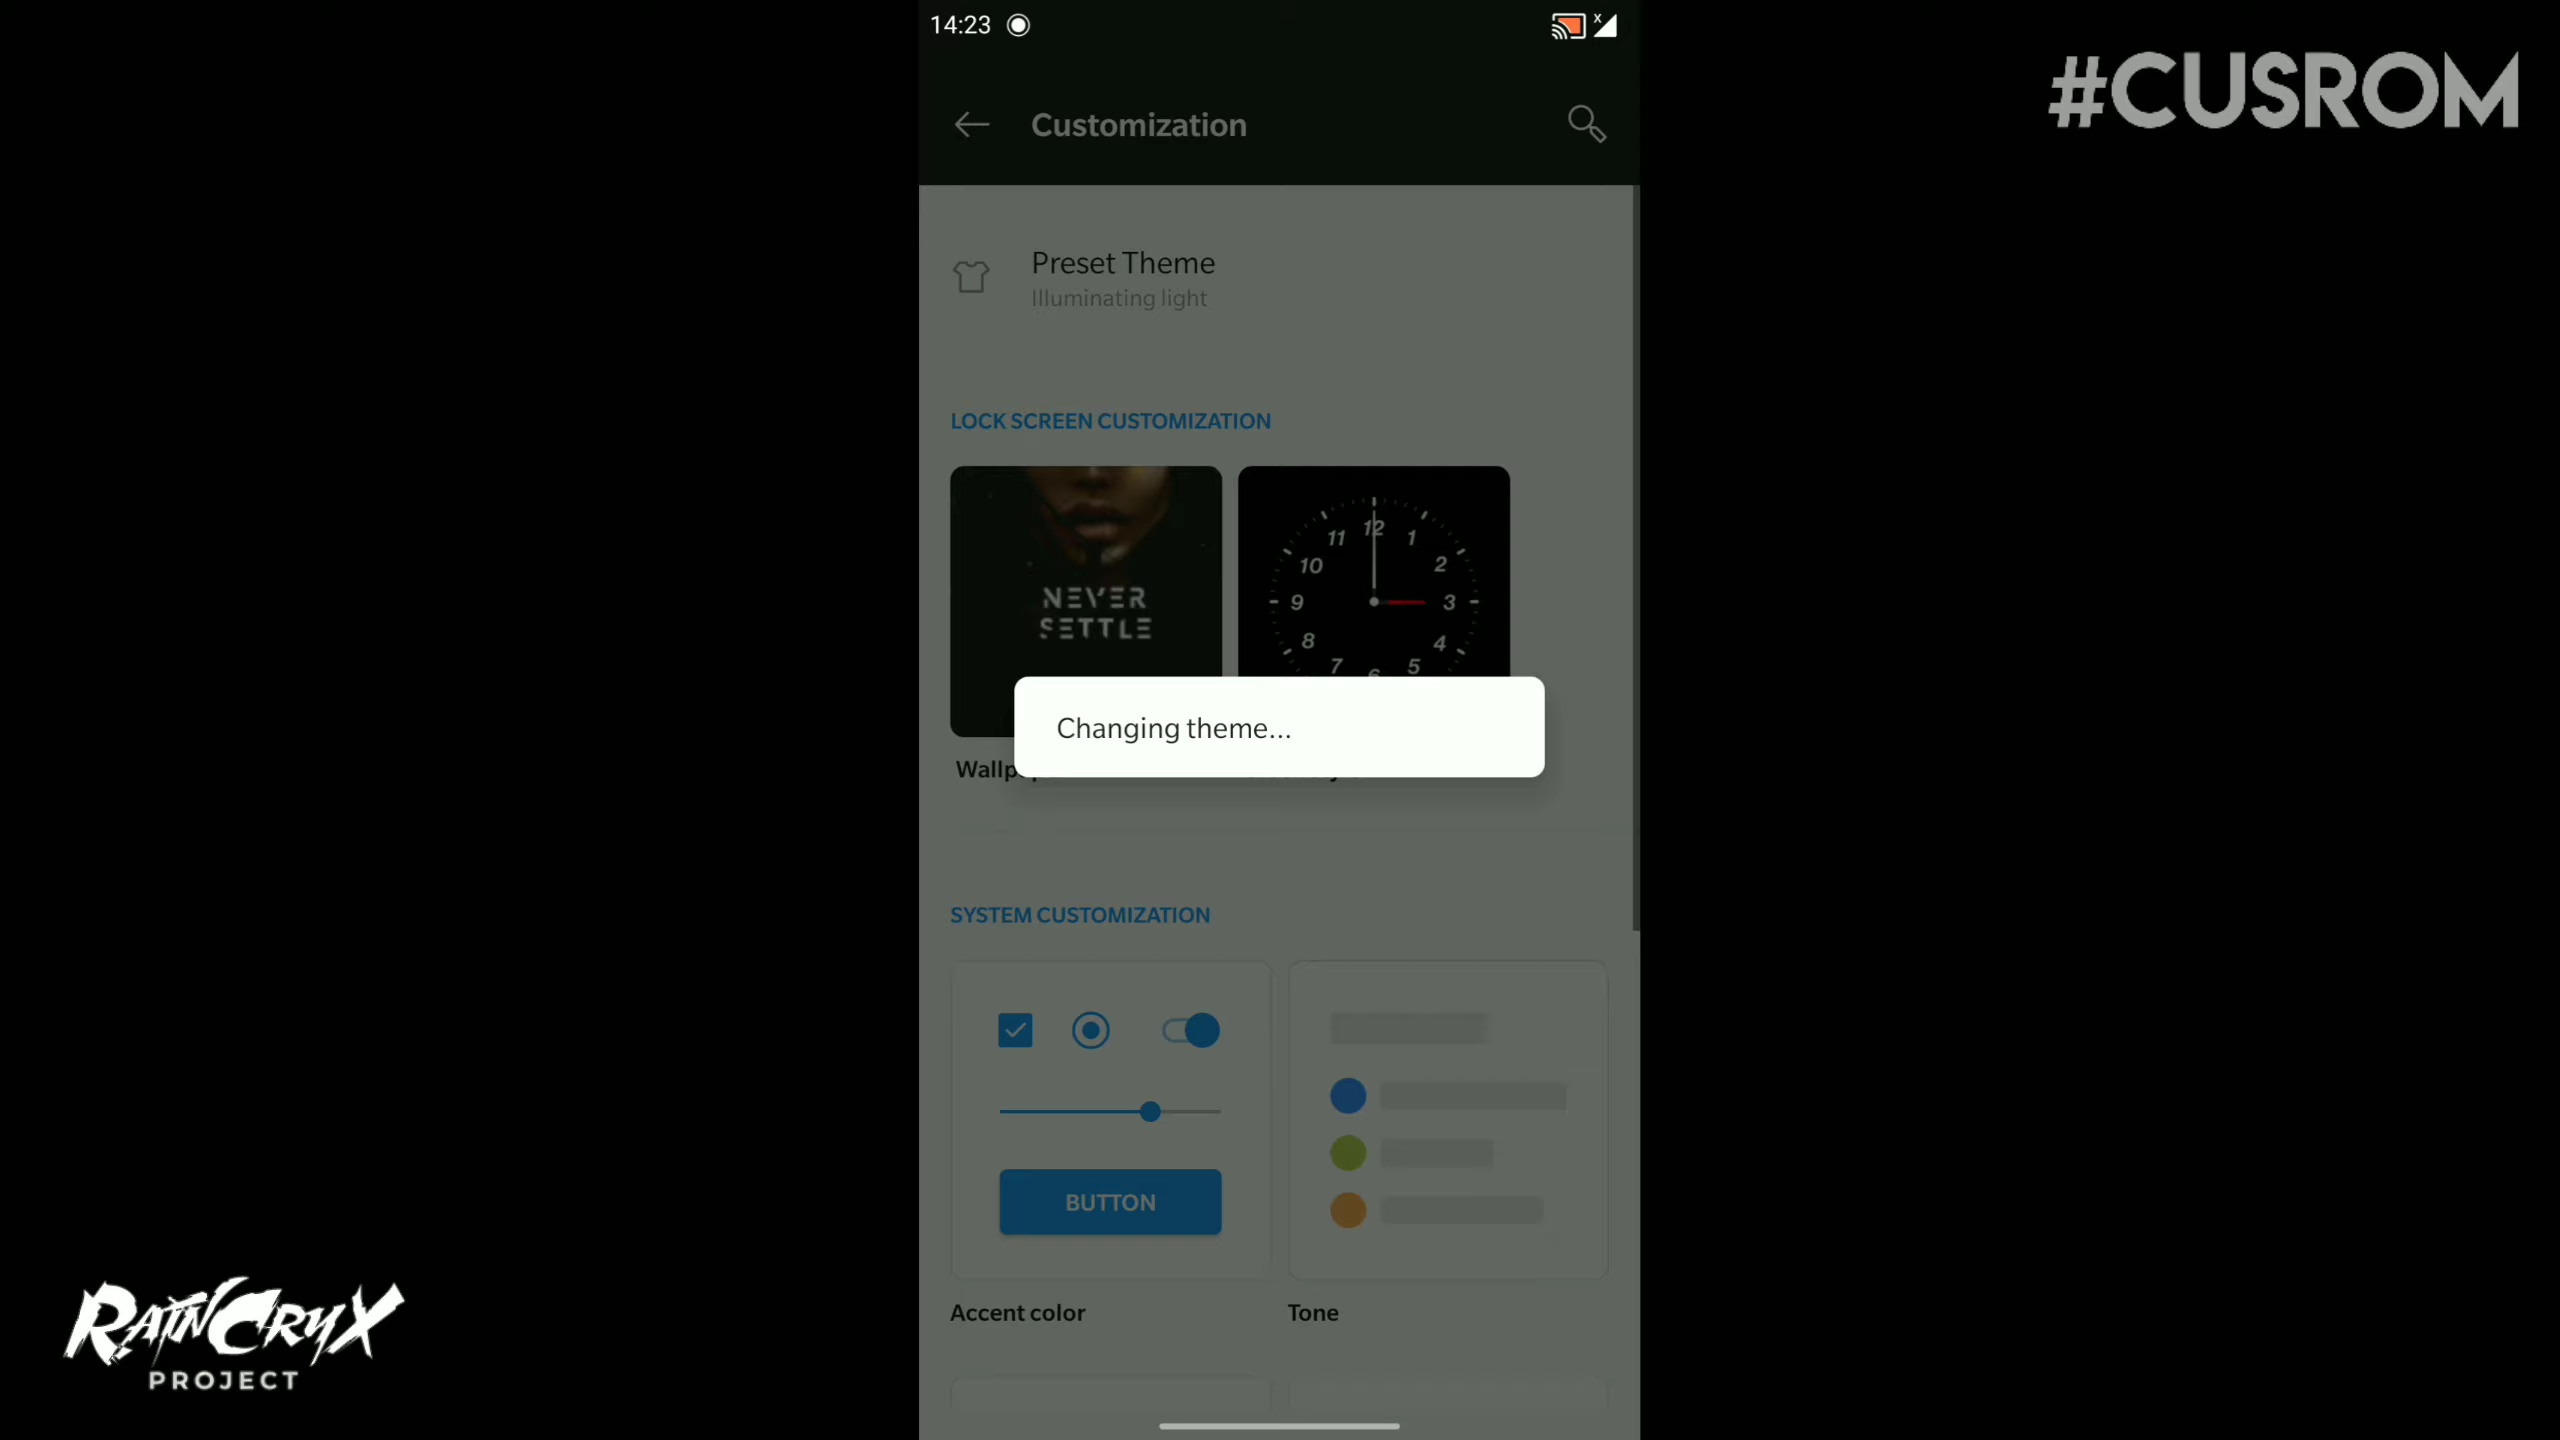 14:23
#CUSROM
Customization
Preset Theme
Illuminating light
LOCK SCREEN CUSTOMIZATION
NEVER
SETTLE
12
11 1
10 2
9 3
8 4
7 5
6
Changing theme...
SYSTEM CUSTOMIZATION
BUTTON
Accent color Tone
RAINCRYX
PROJECT